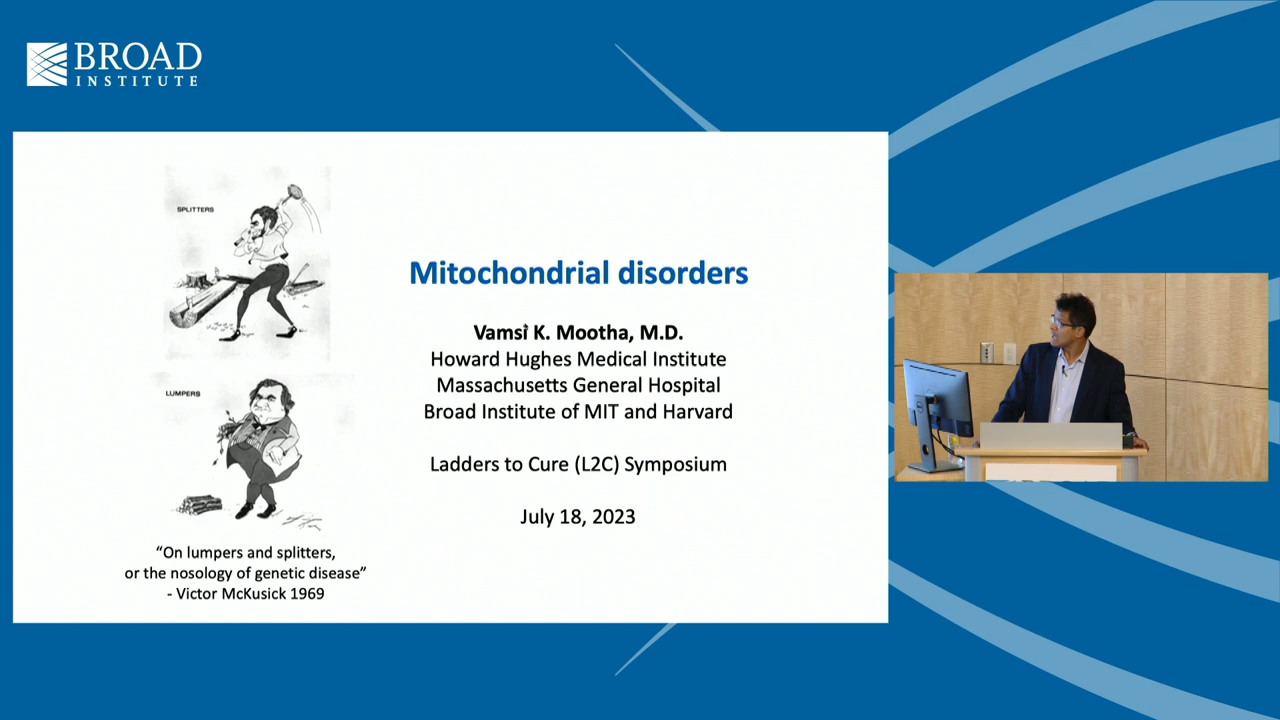 BROAD
INSTITUTE
SPLITTERS
LUMPERS
“On lumpers and splitters,
or the nosology of genetic disease”
- Victor McKusick 1969
Mitochondrial disorders
Vamsi K. Mootha, M.D.
Howard Hughes Medical Institute
Massachusetts General Hospital
Broad Institute of MIT and Harvard
Ladders to Cure (L2C) Symposium
July 18, 2023